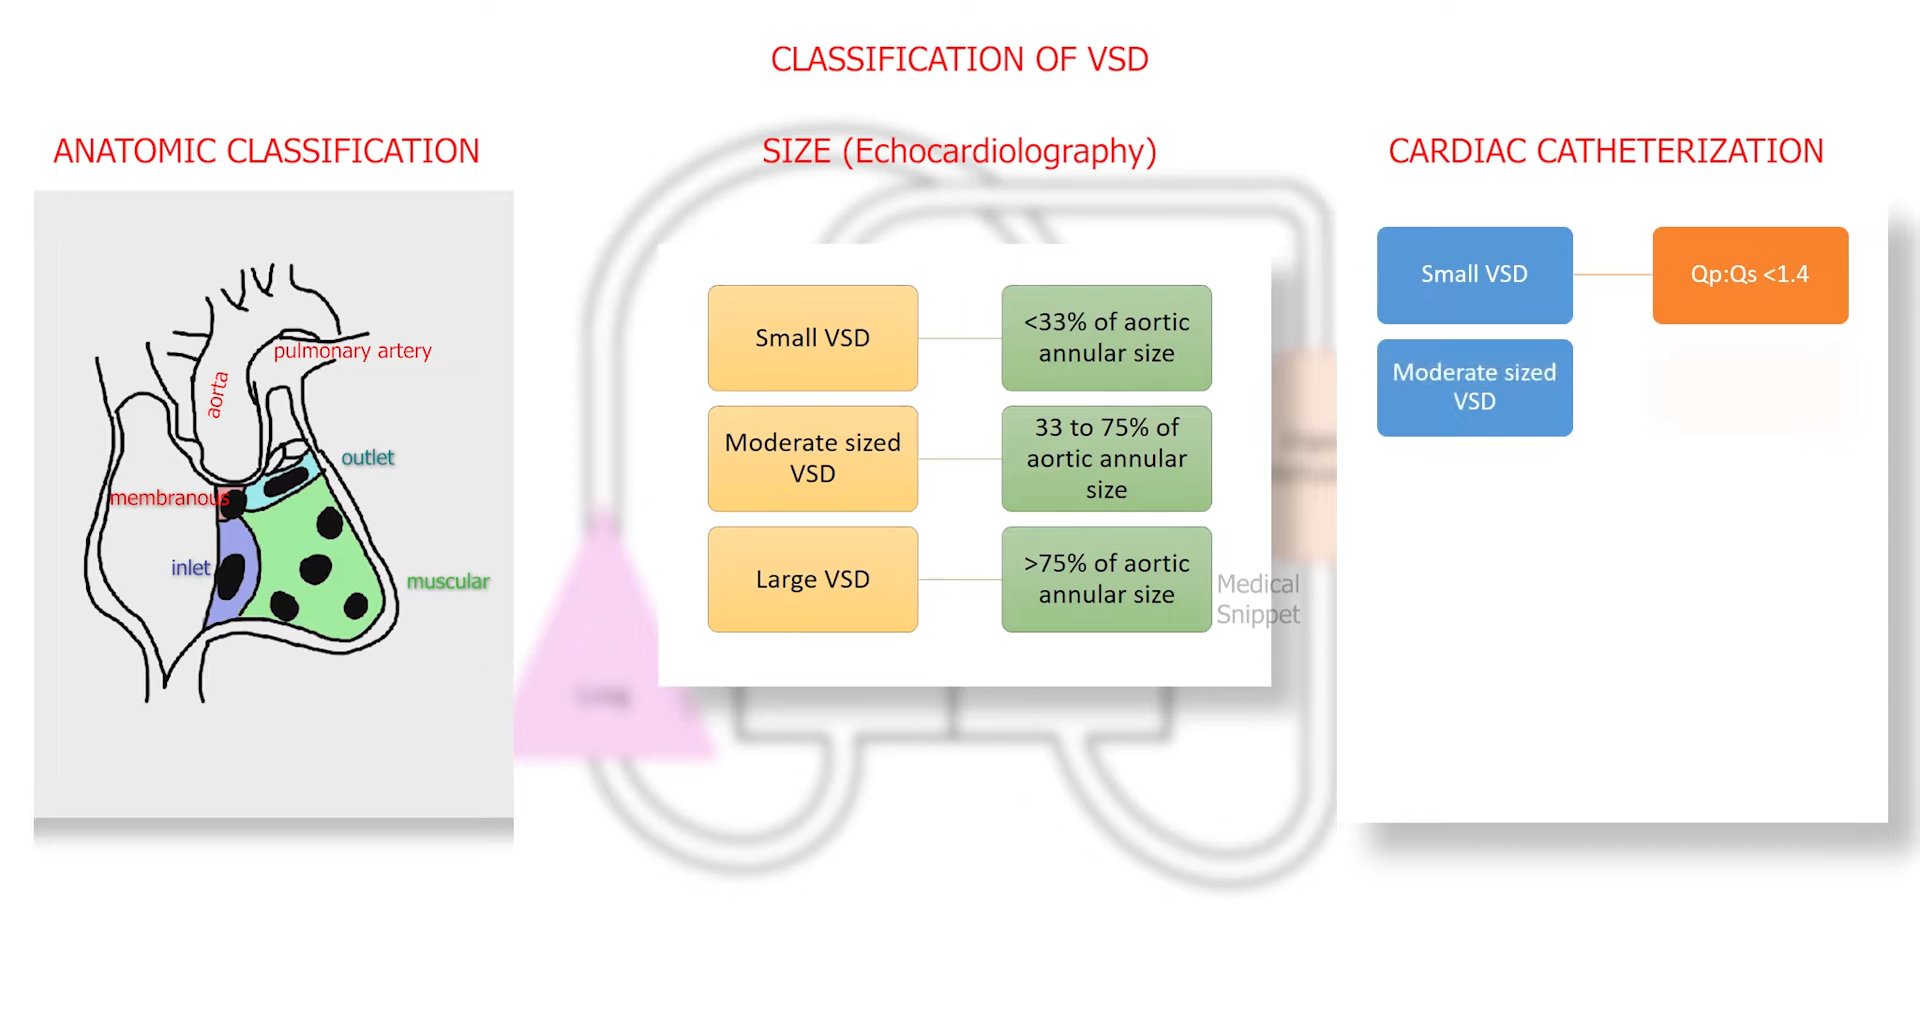 CLASSIFICATION OF VSD
ANATOMIC CLASSIFICATION
pulmonary artery
aorta
outlet
membranous
inlet
muscular
SIZE (Echocardiolography)
Small VSD
<33% of aortic
annular size
Moderate sized
VSD
33 to 75% of
aortic annular
size
Large VSD
>75% of aortic
annular size
Medical
Snippet
Lung
CARDIAC CATHETERIZATION
Small VSD
Qp:Qs <1.4
Moderate sized
VSD